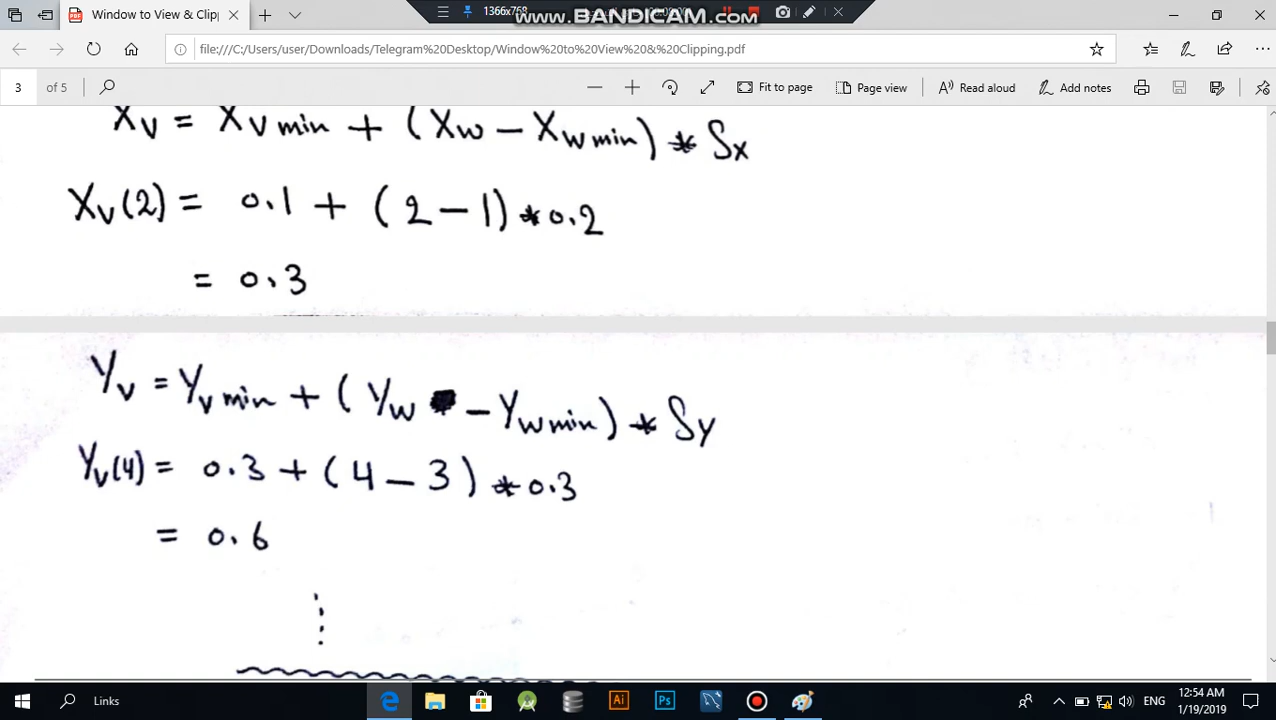 Window to View & Clipp
1366x768
www.BANDICAM.com
file:///C:/Users/user/Downloads/Telegram%20Desktop/Window%20to%20View%20&%20Clipping.pdf
3 of 5
Fit to page
Page view
Read aloud
Add notes
Xv = Xv min + (Xw - Xw min) * Sx
Xv(2) = 0.1 + (2 - 1) * 0.2
= 0.3
Yv = Yv min + (Yw - Yw min) * Sy
Yv(4) = 0.3 + (4 - 3) * 0.3
= 0.6
Links
Ai
Ps
ENG
12:54 AM
1/19/2019